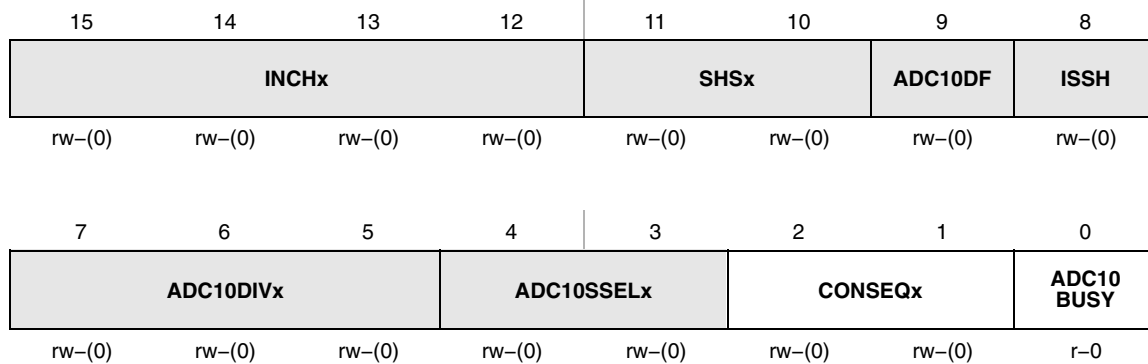 15 14 13 12 11 10 9 8
INCHx SHSx ADC10DF ISSH
rw−(0) rw−(0) rw−(0) rw−(0) rw−(0) rw−(0) rw−(0) rw−(0)
7 6 5 4 3 2 1 0
ADC10DIVx ADC10SSELx CONSEQx ADC10
BUSY
rw−(0) rw−(0) rw−(0) rw−(0) rw−(0) rw−(0) rw−(0) r−0